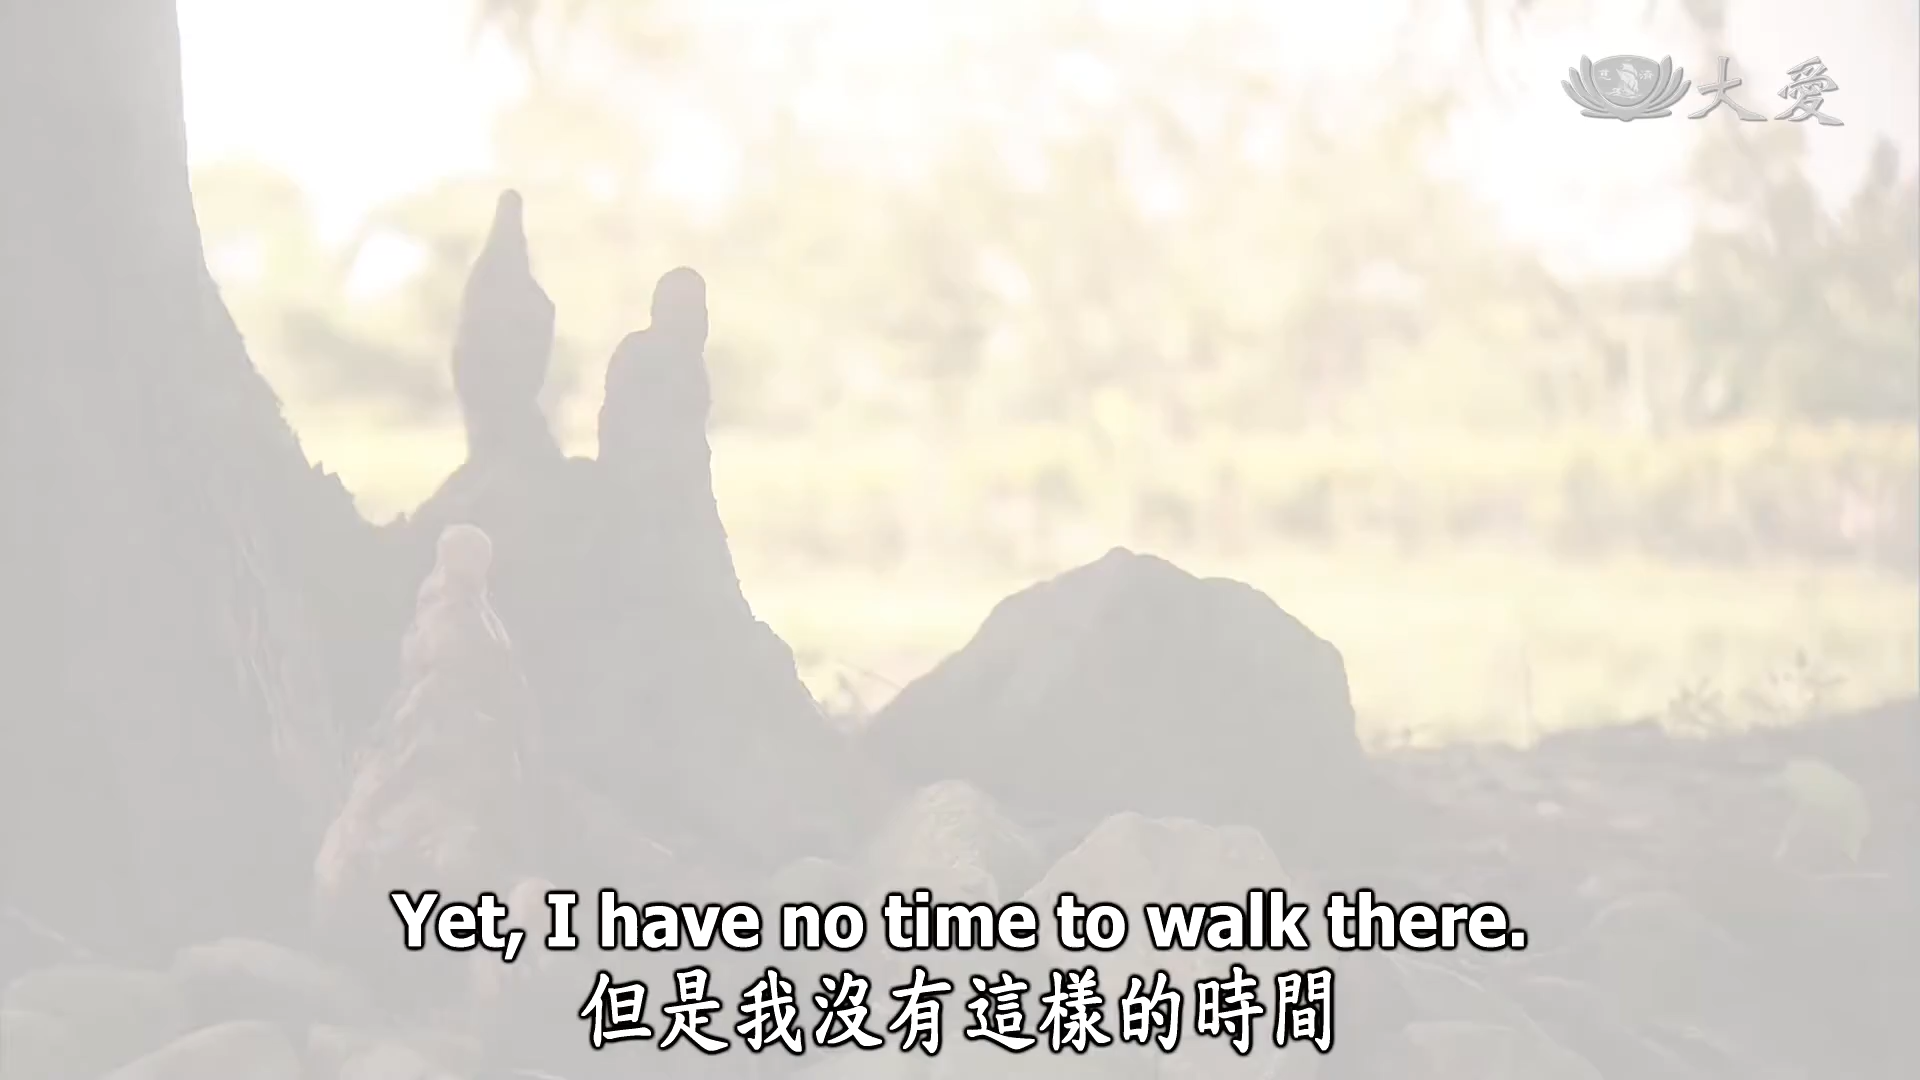 大愛
Yet, I have no time to walk there.
但是我沒有這樣的時間